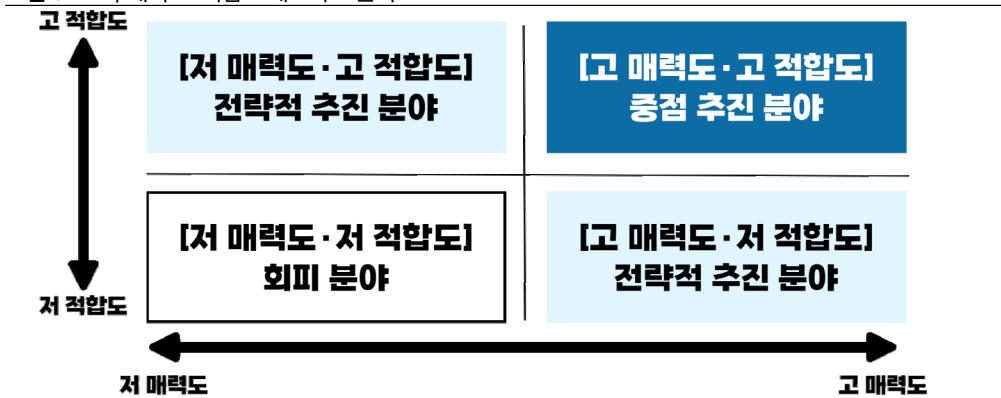 고 적합도
[저 매력도·고 적합도]
전략적 추진 분야
[고 매력도·고 적합도]
중점 추진 분야
[저 매력도·저 적합도]
회피 분야
[고 매력도·저 적합도]
전략적 추진 분야
저 적합도
저 매력도
고 매력도